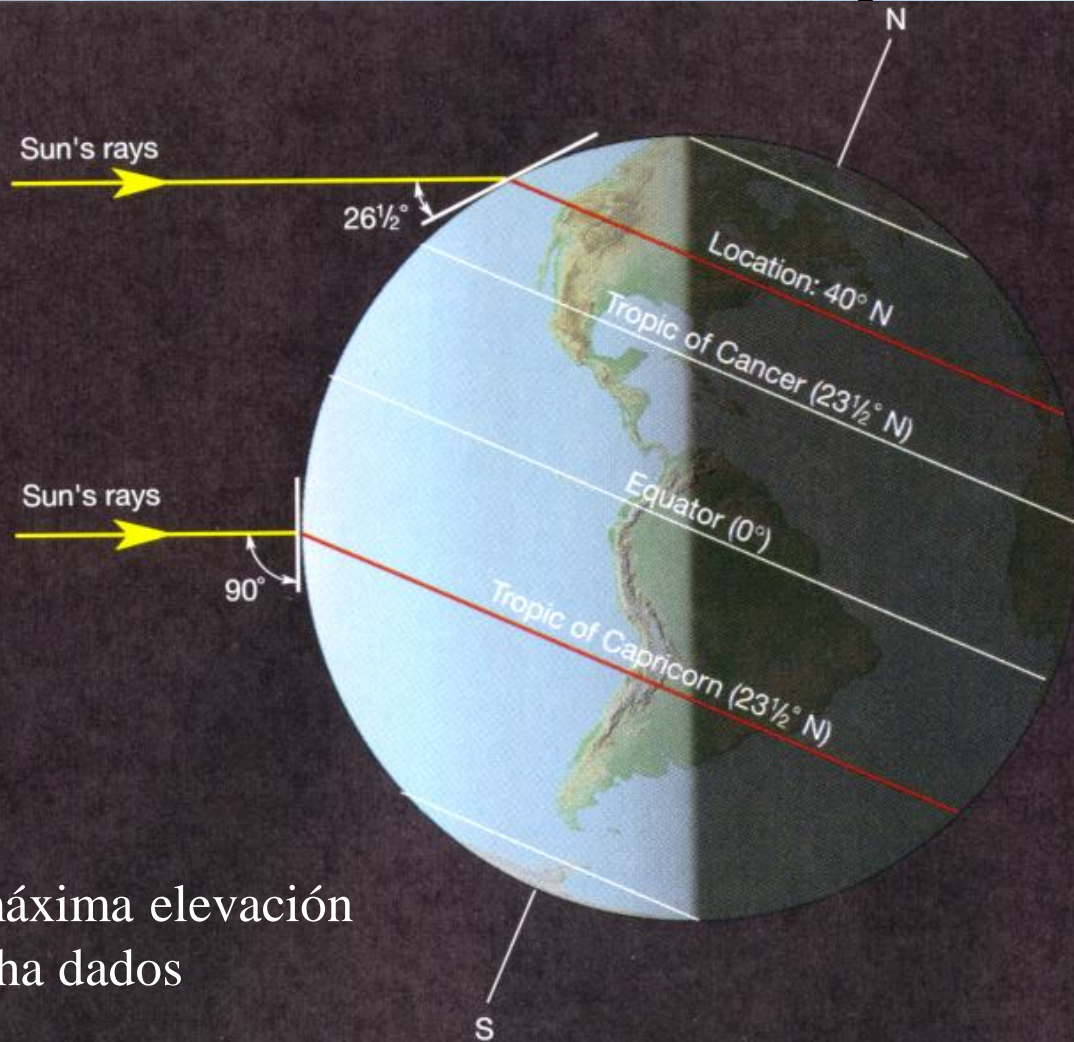 N
Sun's rays
26½°
Location: 40° N
Tropic of Cancer (23½° N)
Sun's rays
Equator (0°)
90°
Tropic of Capricorn (23½° N)
elevación
ha dados
S